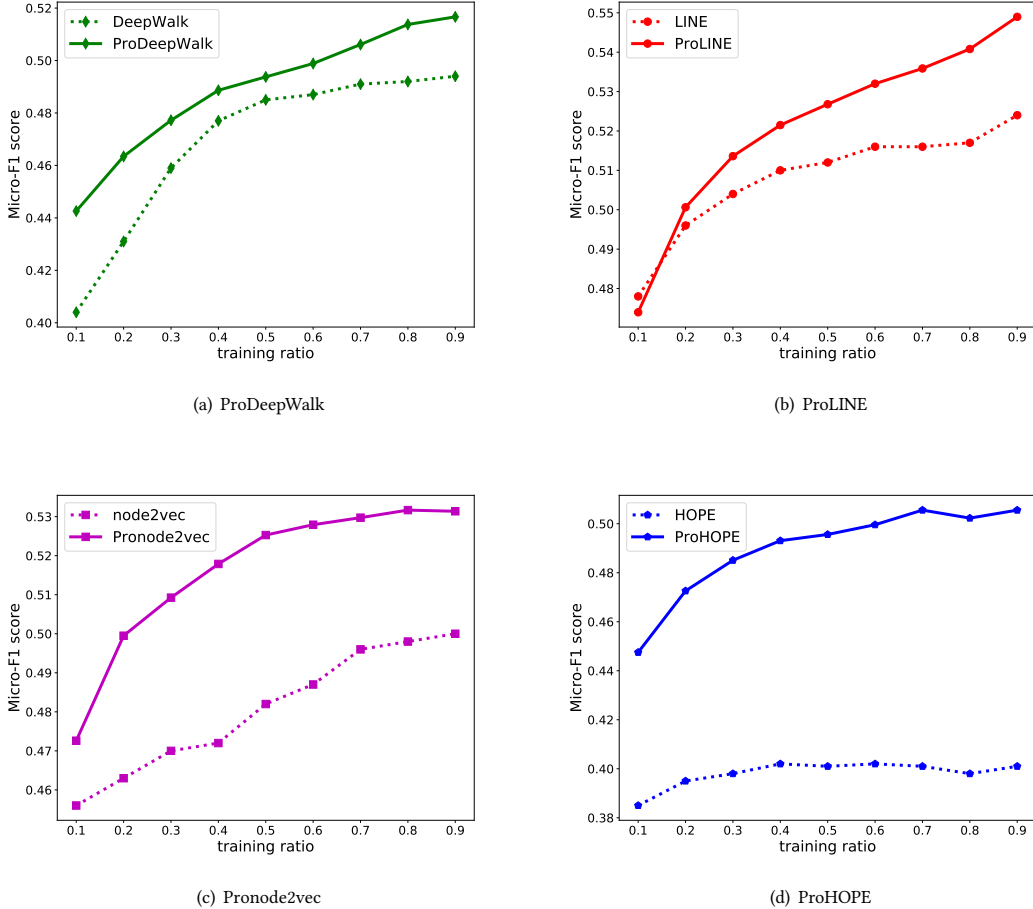 DeepWalk
ProDeepWalk
Micro-F1 score
0.52
0.50
0.48
0.46
0.44
0.42
0.40
0.1 0.2 0.3 0.4 0.5 0.6 0.7 0.8 0.9
training ratio
(a) ProDeepWalk
LINE
ProLINE
Micro-F1 score
0.55
0.54
0.53
0.52
0.51
0.50
0.49
0.48
0.1 0.2 0.3 0.4 0.5 0.6 0.7 0.8 0.9
training ratio
(b) ProLINE
node2vec
Pronode2vec
Micro-F1 score
0.53
0.52
0.51
0.50
0.49
0.48
0.47
0.46
0.1 0.2 0.3 0.4 0.5 0.6 0.7 0.8 0.9
training ratio
(c) Pronode2vec
HOPE
ProHOPE
Micro-F1 score
0.50
0.48
0.46
0.44
0.42
0.40
0.38
0.1 0.2 0.3 0.4 0.5 0.6 0.7 0.8 0.9
training ratio
(d) ProHOPE